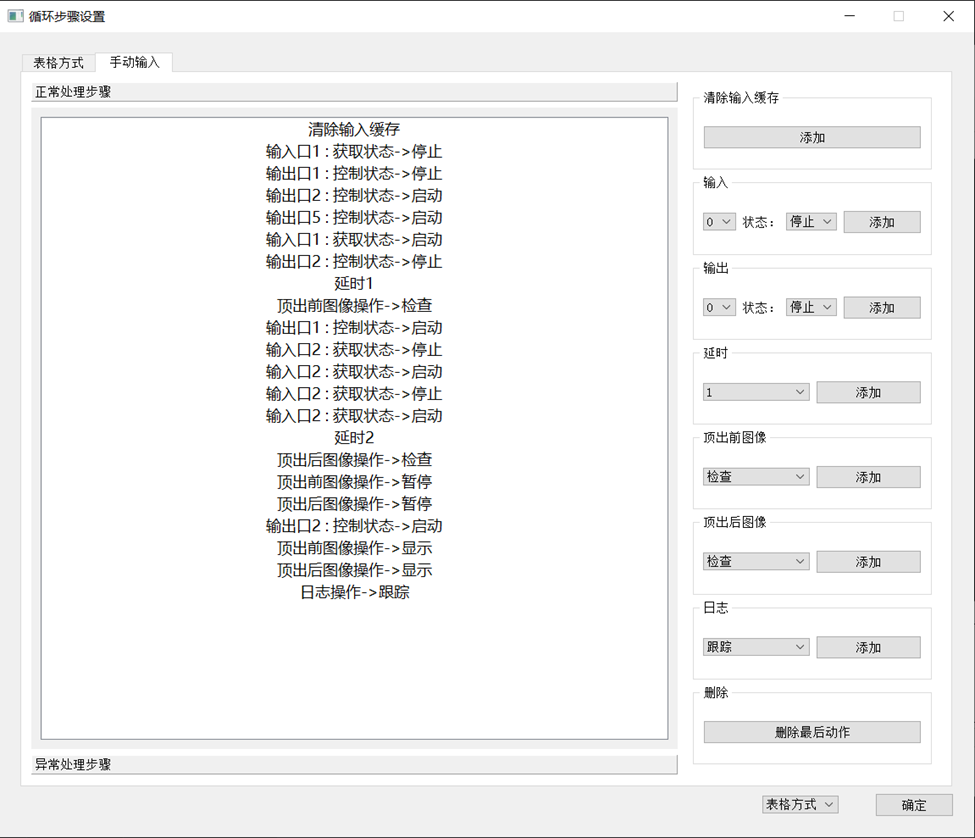 循环步骤设置
表格方式 手动输入
正常处理步骤
清除输入缓存
输入口1 : 获取状态->停止
输出口1 : 控制状态->停止
输出口2 : 控制状态->启动
输出口5 : 控制状态->启动
输入口1 : 获取状态->启动
输出口2 : 控制状态->停止
延时1
顶出前图像操作->检查
输出口1 : 控制状态->启动
输入口2 : 获取状态->停止
输入口2 : 获取状态->启动
输入口2 : 获取状态->停止
输入口2 : 获取状态->启动
延时2
顶出后图像操作->检查
顶出前图像操作->暂停
顶出后图像操作->暂停
输出口2 : 控制状态->启动
顶出前图像操作->显示
顶出后图像操作->显示
日志操作->跟踪
异常处理步骤
清除输入缓存
添加
输入
0 状态： 停止 添加
输出
0 状态： 停止 添加
延时
1 添加
顶出前图像
检查 添加
顶出后图像
检查 添加
日志
跟踪 添加
删除
删除最后动作
表格方式 确定